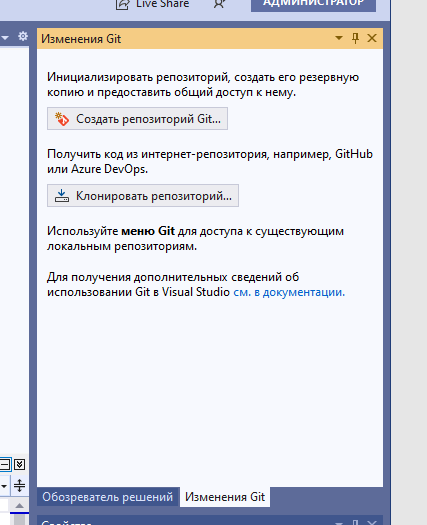 Live Share
АДМИНИСТРАТОР
Изменения Git
Инициализировать репозиторий, создать его резервную
копию и предоставить общий доступ к нему.
Создать репозиторий Git...
Получить код из интернет-репозитория, например, GitHub
или Azure DevOps.
Клонировать репозиторий...
Используйте меню Git для доступа к существующим
локальным репозиториям.
Для получения дополнительных сведений об
использовании Git в Visual Studio см. в документации.
Обозреватель решений
Изменения Git
Свойства